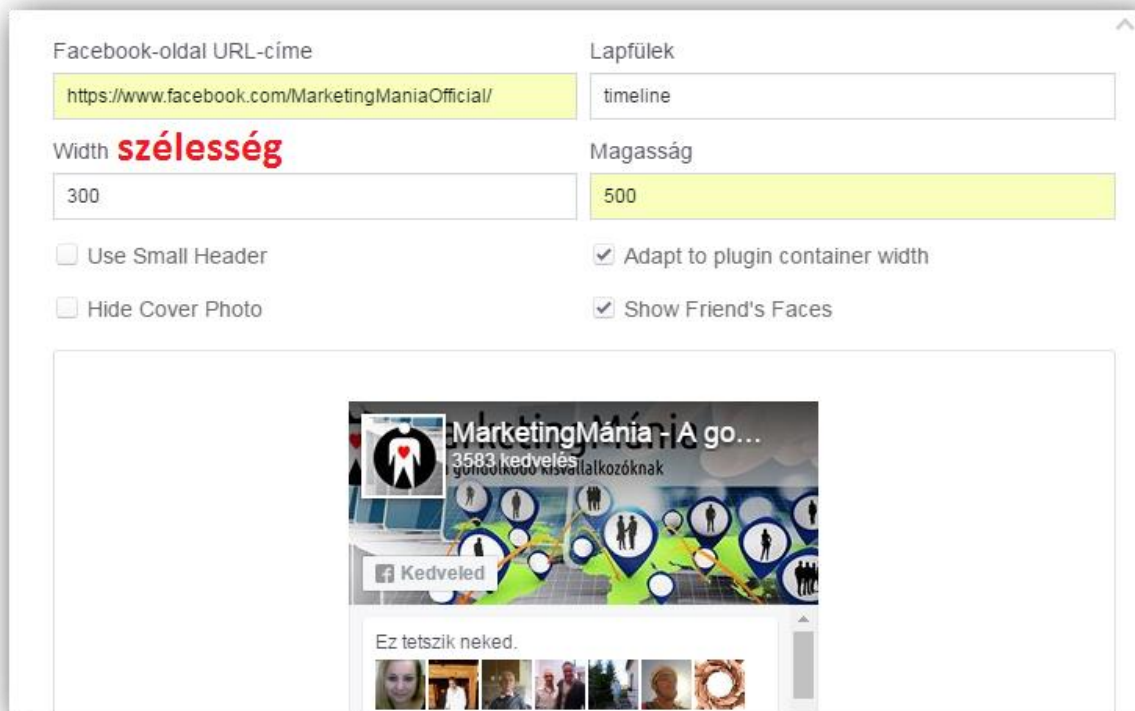 Facebook-oldal URL-címe
Lapfülek
https://www.facebook.com/MarketingManiaOfficial/
timeline
Width szélesség
Magasság
300
500
Use Small Header
Adapt to plugin container width
Hide Cover Photo
Show Friend's Faces
MarketingMánia - A go...
3583 kedvelés
gondolkodó kisvállalkozóknak
Kedveled
Ez tetszik neked.